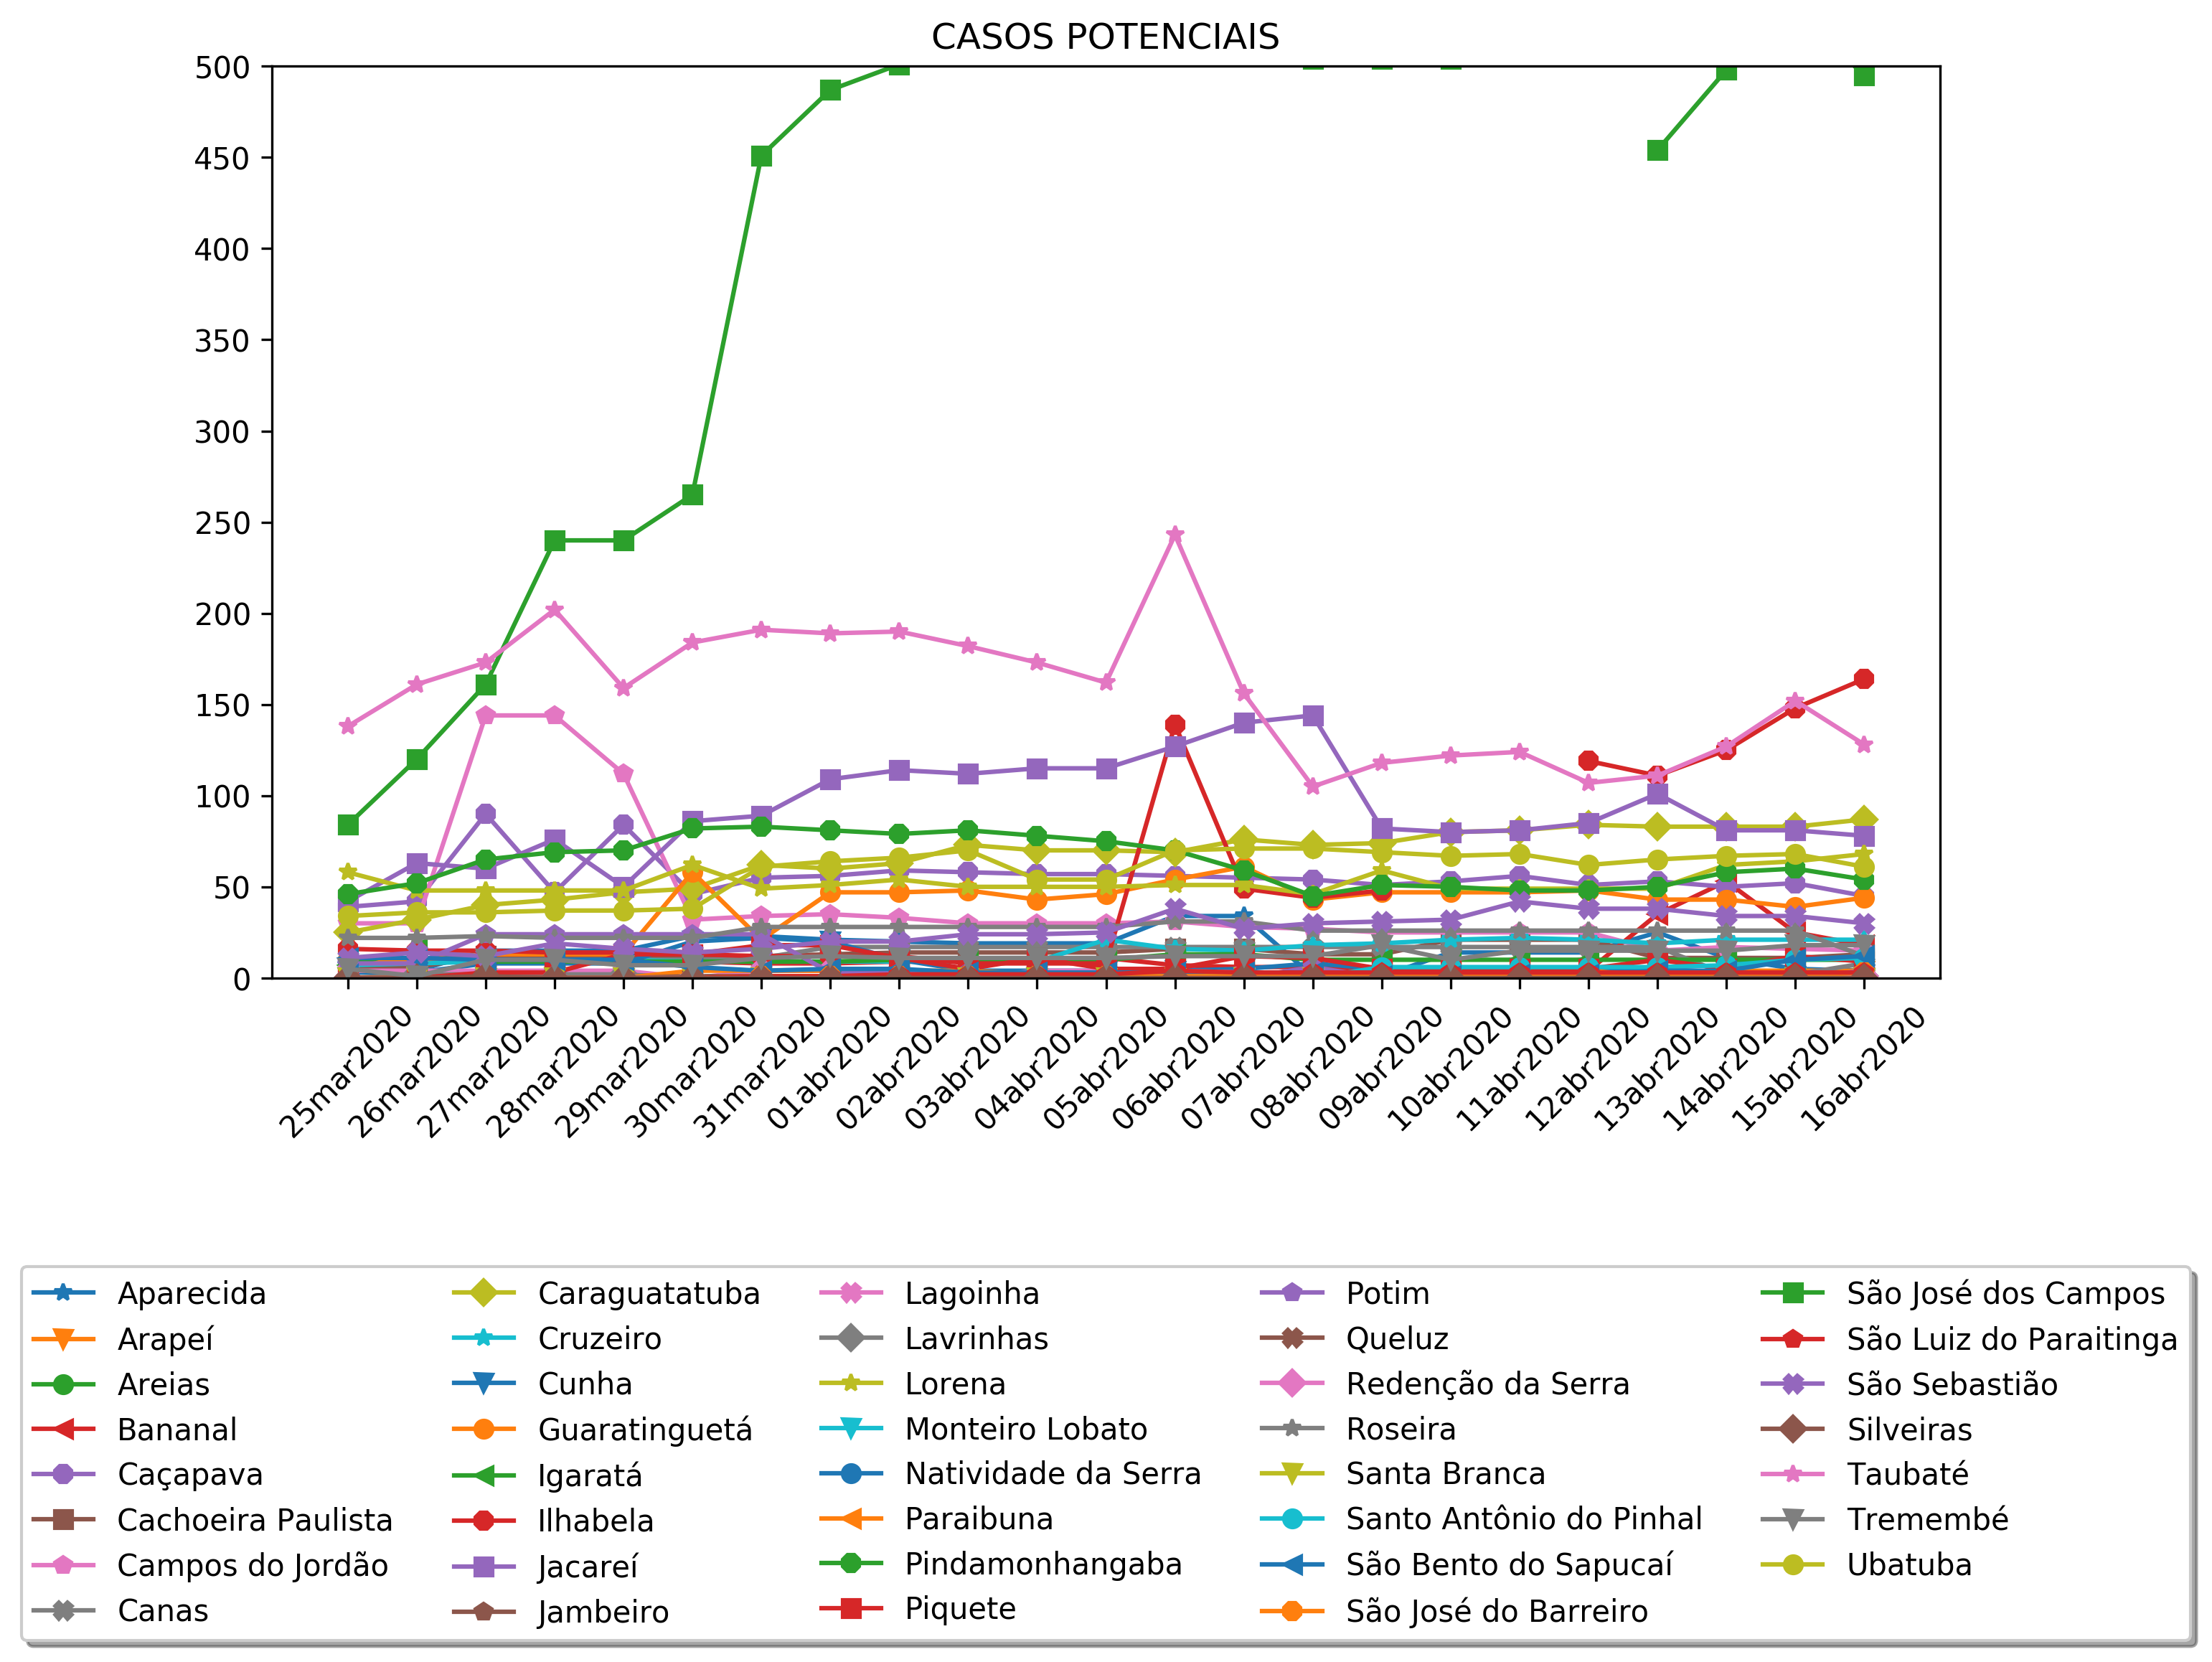 CASOS POTENCIAIS
500
450
400
350
300
250
200
150
100
50
0
25mar2020
26mar2020
27mar2020
28mar2020
29mar2020
30mar2020
31mar2020
01abr2020
02abr2020
03abr2020
04abr2020
05abr2020
06abr2020
07abr2020
08abr2020
09abr2020
10abr2020
11abr2020
12abr2020
13abr2020
14abr2020
15abr2020
16abr2020
Aparecida
Arapeí
Areias
Bananal
Caçapava
Cachoeira Paulista
Campos do Jordão
Canas
Caraguatatuba
Cruzeiro
Cunha
Guaratinguetá
Igaratá
Ilhabela
Jacareí
Jambeiro
Lagoinha
Lavrinhas
Lorena
Monteiro Lobato
Natividade da Serra
Paraibuna
Pindamonhangaba
Piquete
Potim
Queluz
Redenção da Serra
Roseira
Santa Branca
Santo Antônio do Pinhal
São Bento do Sapucaí
São José do Barreiro
São José dos Campos
São Luiz do Paraitinga
São Sebastião
Silveiras
Taubaté
Tremembé
Ubatuba